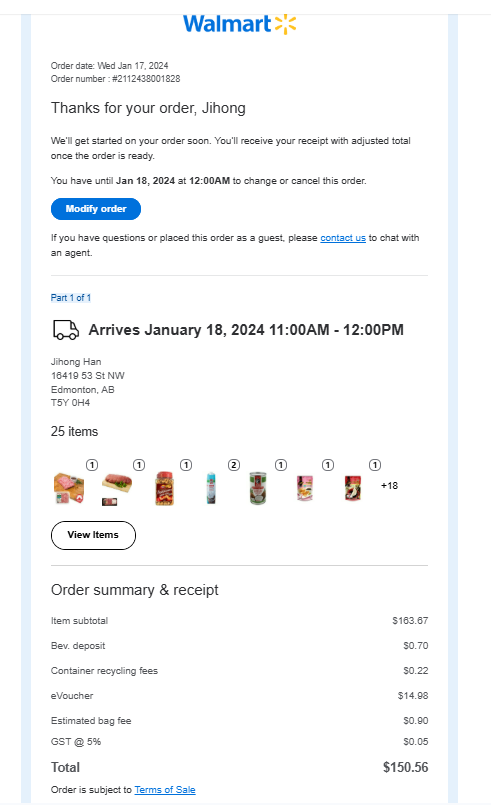 Walmart
Order date: Wed Jan 17, 2024
Order number : #2112438001828
Thanks for your order, Jihong
We'll get started on your order soon. You'll receive your receipt with adjusted total
once the order is ready.
You have until Jan 18, 2024 at 12:00AM to change or cancel this order.
Modify order
If you have questions or placed this order as a guest, please contact us to chat with
an agent.
Part 1 of 1
Arrives January 18, 2024 11:00AM - 12:00PM
Jihong Han
16419 53 St NW
Edmonton, AB
T5Y 0H4
25 items
1 1 1 2 1 1 1
+18
View Items
Order summary & receipt
Item subtotal $163.67
Bev. deposit $0.70
Container recycling fees $0.22
eVoucher $14.98
Estimated bag fee $0.90
GST @ 5% $0.05
Total $150.56
Order is subject to Terms of Sale